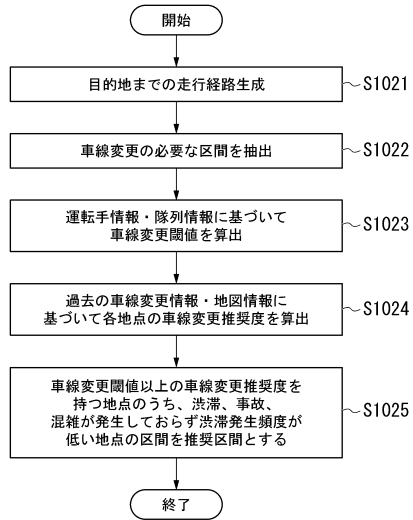 開始
目的地までの走行経路生成
S1021
車線変更の必要な区間を抽出
S1022
運転手情報・隊列情報に基づいて
車線変更閾値を算出
S1023
過去の車線変更情報・地図情報に
基づいて各地点の車線変更推奨度を算出
S1024
車線変更閾値以上の車線変更推奨度を
持つ地点のうち、渋滞、事故、
混雑が発生しておらず渋滞発生頻度が
低い地点の区間を推奨区間とする
S1025
終了